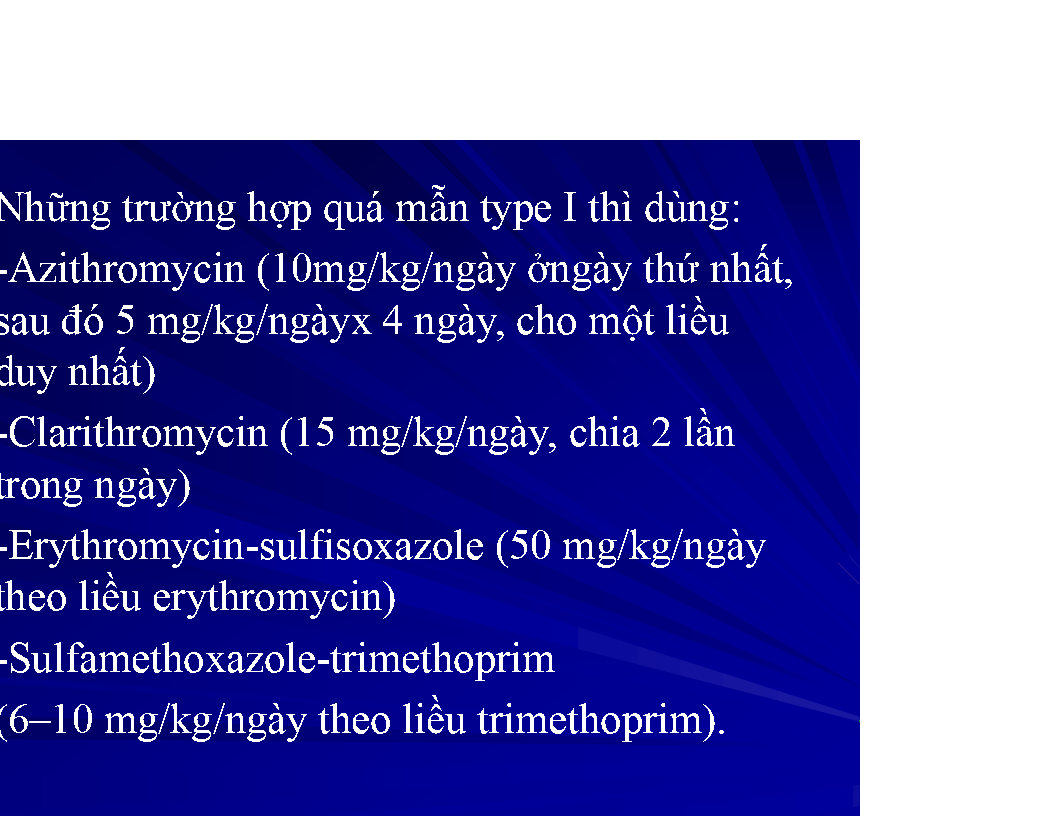 Những trường hợp quá mẫn type I thì dùng:
-Azithromycin (10mg/kg/ngày ởngày thứ nhất,
sau đó 5 mg/kg/ngàyx 4 ngày, cho một liều
duy nhất)
-Clarithromycin (15 mg/kg/ngày, chia 2 lần
trong ngày)
-Erythromycin-sulfisoxazole (50 mg/kg/ngày
theo liều erythromycin)
-Sulfamethoxazole-trimethoprim
(6–10 mg/kg/ngày theo liều trimethoprim).